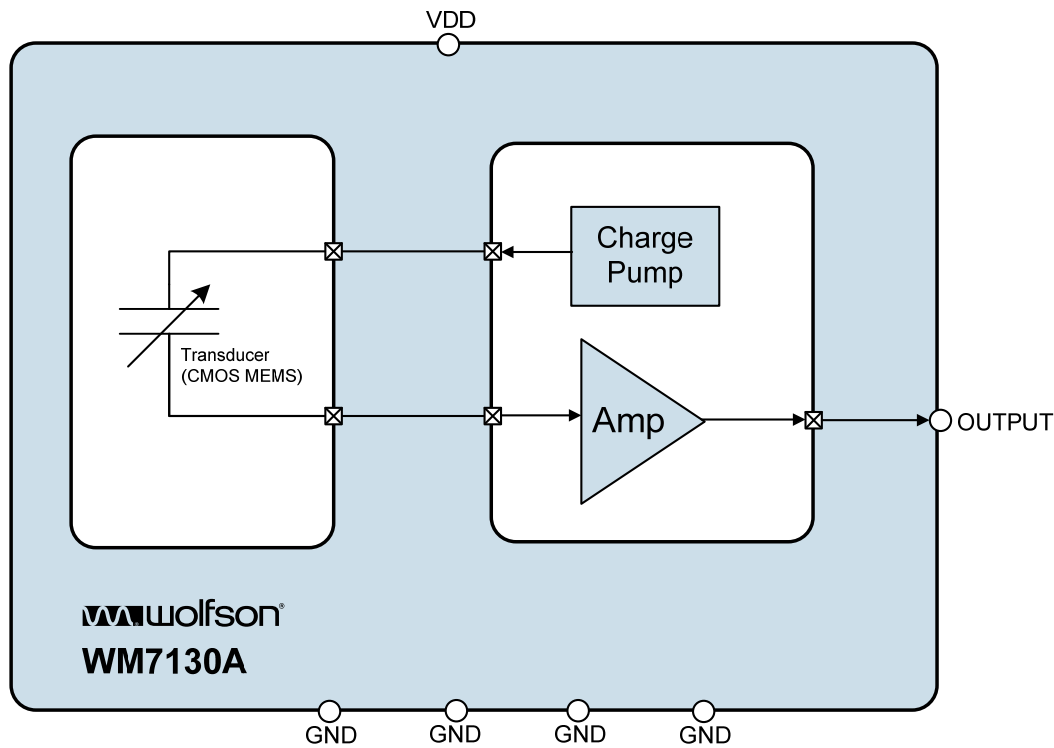 VDD
Charge
Pump
Transducer
(CMOS MEMS)
Amp
OUTPUT
wolfson®
WM7130A
GND
GND
GND
GND